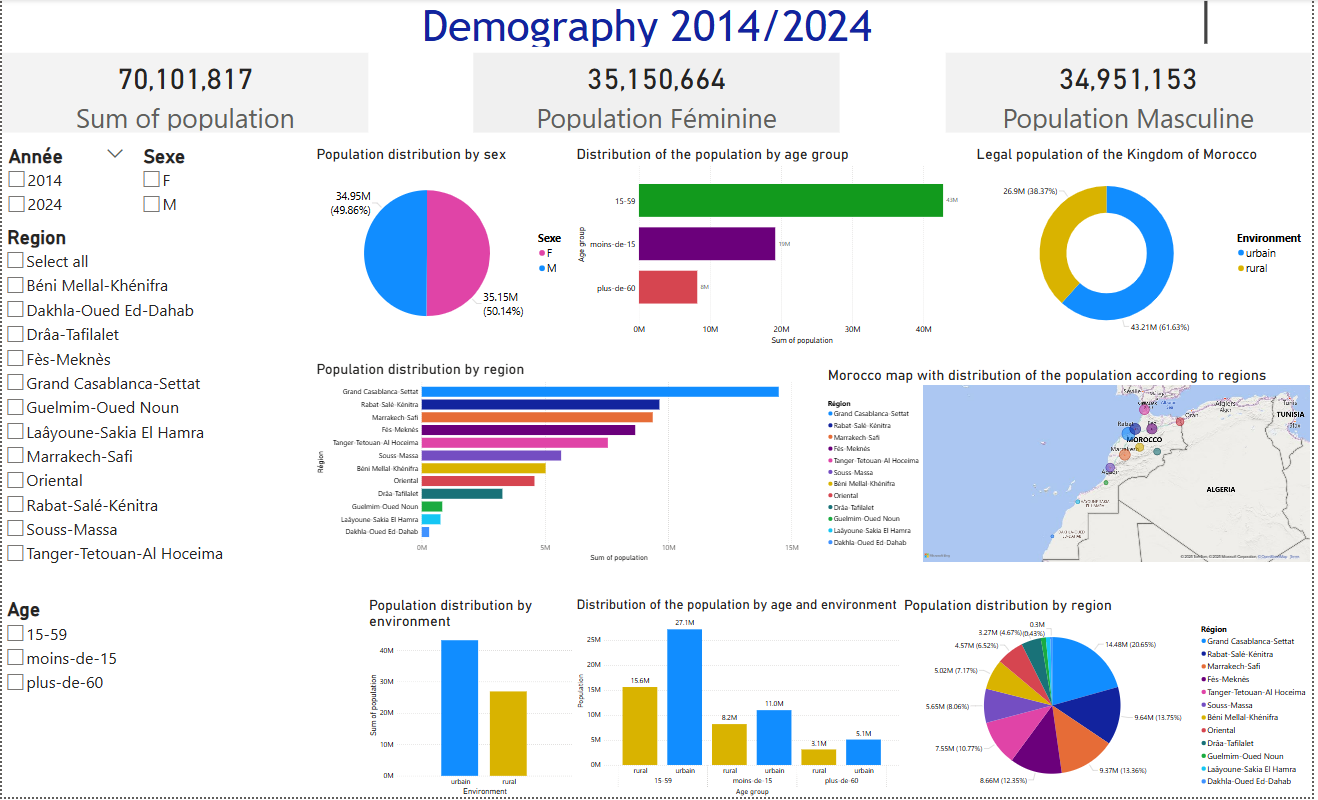 Demography 2014/2024
70,101,817
Sum of population
35,150,664
Population Féminine
34,951,153
Population Masculine
Année
2014
2024
Sexe
F
M
Region
Select all
Béni Mellal-Khénifra
Dakhla-Oued Ed-Dahab
Drâa-Tafilalet
Fès-Meknès
Grand Casablanca-Settat
Guelmim-Oued Noun
Laâyoune-Sakia El Hamra
Marrakech-Safi
Oriental
Rabat-Salé-Kénitra
Souss-Massa
Tanger-Tetouan-Al Hoceima
Age
15-59
moins-de-15
plus-de-60
Population distribution by sex
34.95M
(49.86%)
35.15M
(50.14%)
Sexe
F
M
Distribution of the population by age group
Age group
15-59
43M
moins-de-15
19M
plus-de-60
8M
0M 10M 20M 30M 40M
Sum of population
Legal population of the Kingdom of Morocco
26.9M (38.37%)
43.21M (61.63%)
Environment
urbain
rural
Population distribution by region
Région
Grand Casablanca-Settat
Rabat-Salé-Kénitra
Marrakech-Safi
Fès-Meknès
Tanger-Tetouan-Al Hoceima
Souss-Massa
Béni Mellal-Khénifra
Oriental
Drâa-Tafilalet
Guelmim-Oued Noun
Laâyoune-Sakia El Hamra
Dakhla-Oued Ed-Dahab
0M 5M 10M 15M
Sum of population
Morocco map with distribution of the population according to regions
Région
Grand Casablanca-Settat
Rabat-Salé-Kénitra
Marrakech-Safi
Fès-Meknès
Tanger-Tetouan-Al Hoceima
Souss-Massa
Béni Mellal-Khénifra
Oriental
Drâa-Tafilalet
Guelmim-Oued Noun
Laâyoune-Sakia El Hamra
Dakhla-Oued Ed-Dahab
Algiers
Alger
Oran
TUNISIA
Rabat
MOROCCO
Agadir
ALGERIA
Population distribution by
environment
Sum of population
40M
30M
20M
10M
0M
urbain rural
Environment
Distribution of the population by age and environment
Population
25M
20M
15M
10M
5M
0M
15.6M
27.1M
8.2M
11.0M
3.1M
5.1M
rural urbain rural urbain rural urbain
15-59 moins-de-15 plus-de-60
Age group
Population distribution by region
0.3M
(0.43%)
3.27M (4.67%)
4.57M (6.52%)
5.02M (7.17%)
5.65M (8.06%)
7.55M (10.77%)
8.66M (12.35%)
9.37M (13.36%)
9.64M (13.75%)
14.48M (20.65%)
Région
Grand Casablanca-Settat
Rabat-Salé-Kénitra
Marrakech-Safi
Fès-Meknès
Tanger-Tetouan-Al Hoceima
Souss-Massa
Béni Mellal-Khénifra
Oriental
Drâa-Tafilalet
Guelmim-Oued Noun
Laâyoune-Sakia El Hamra
Dakhla-Oued Ed-Dahab